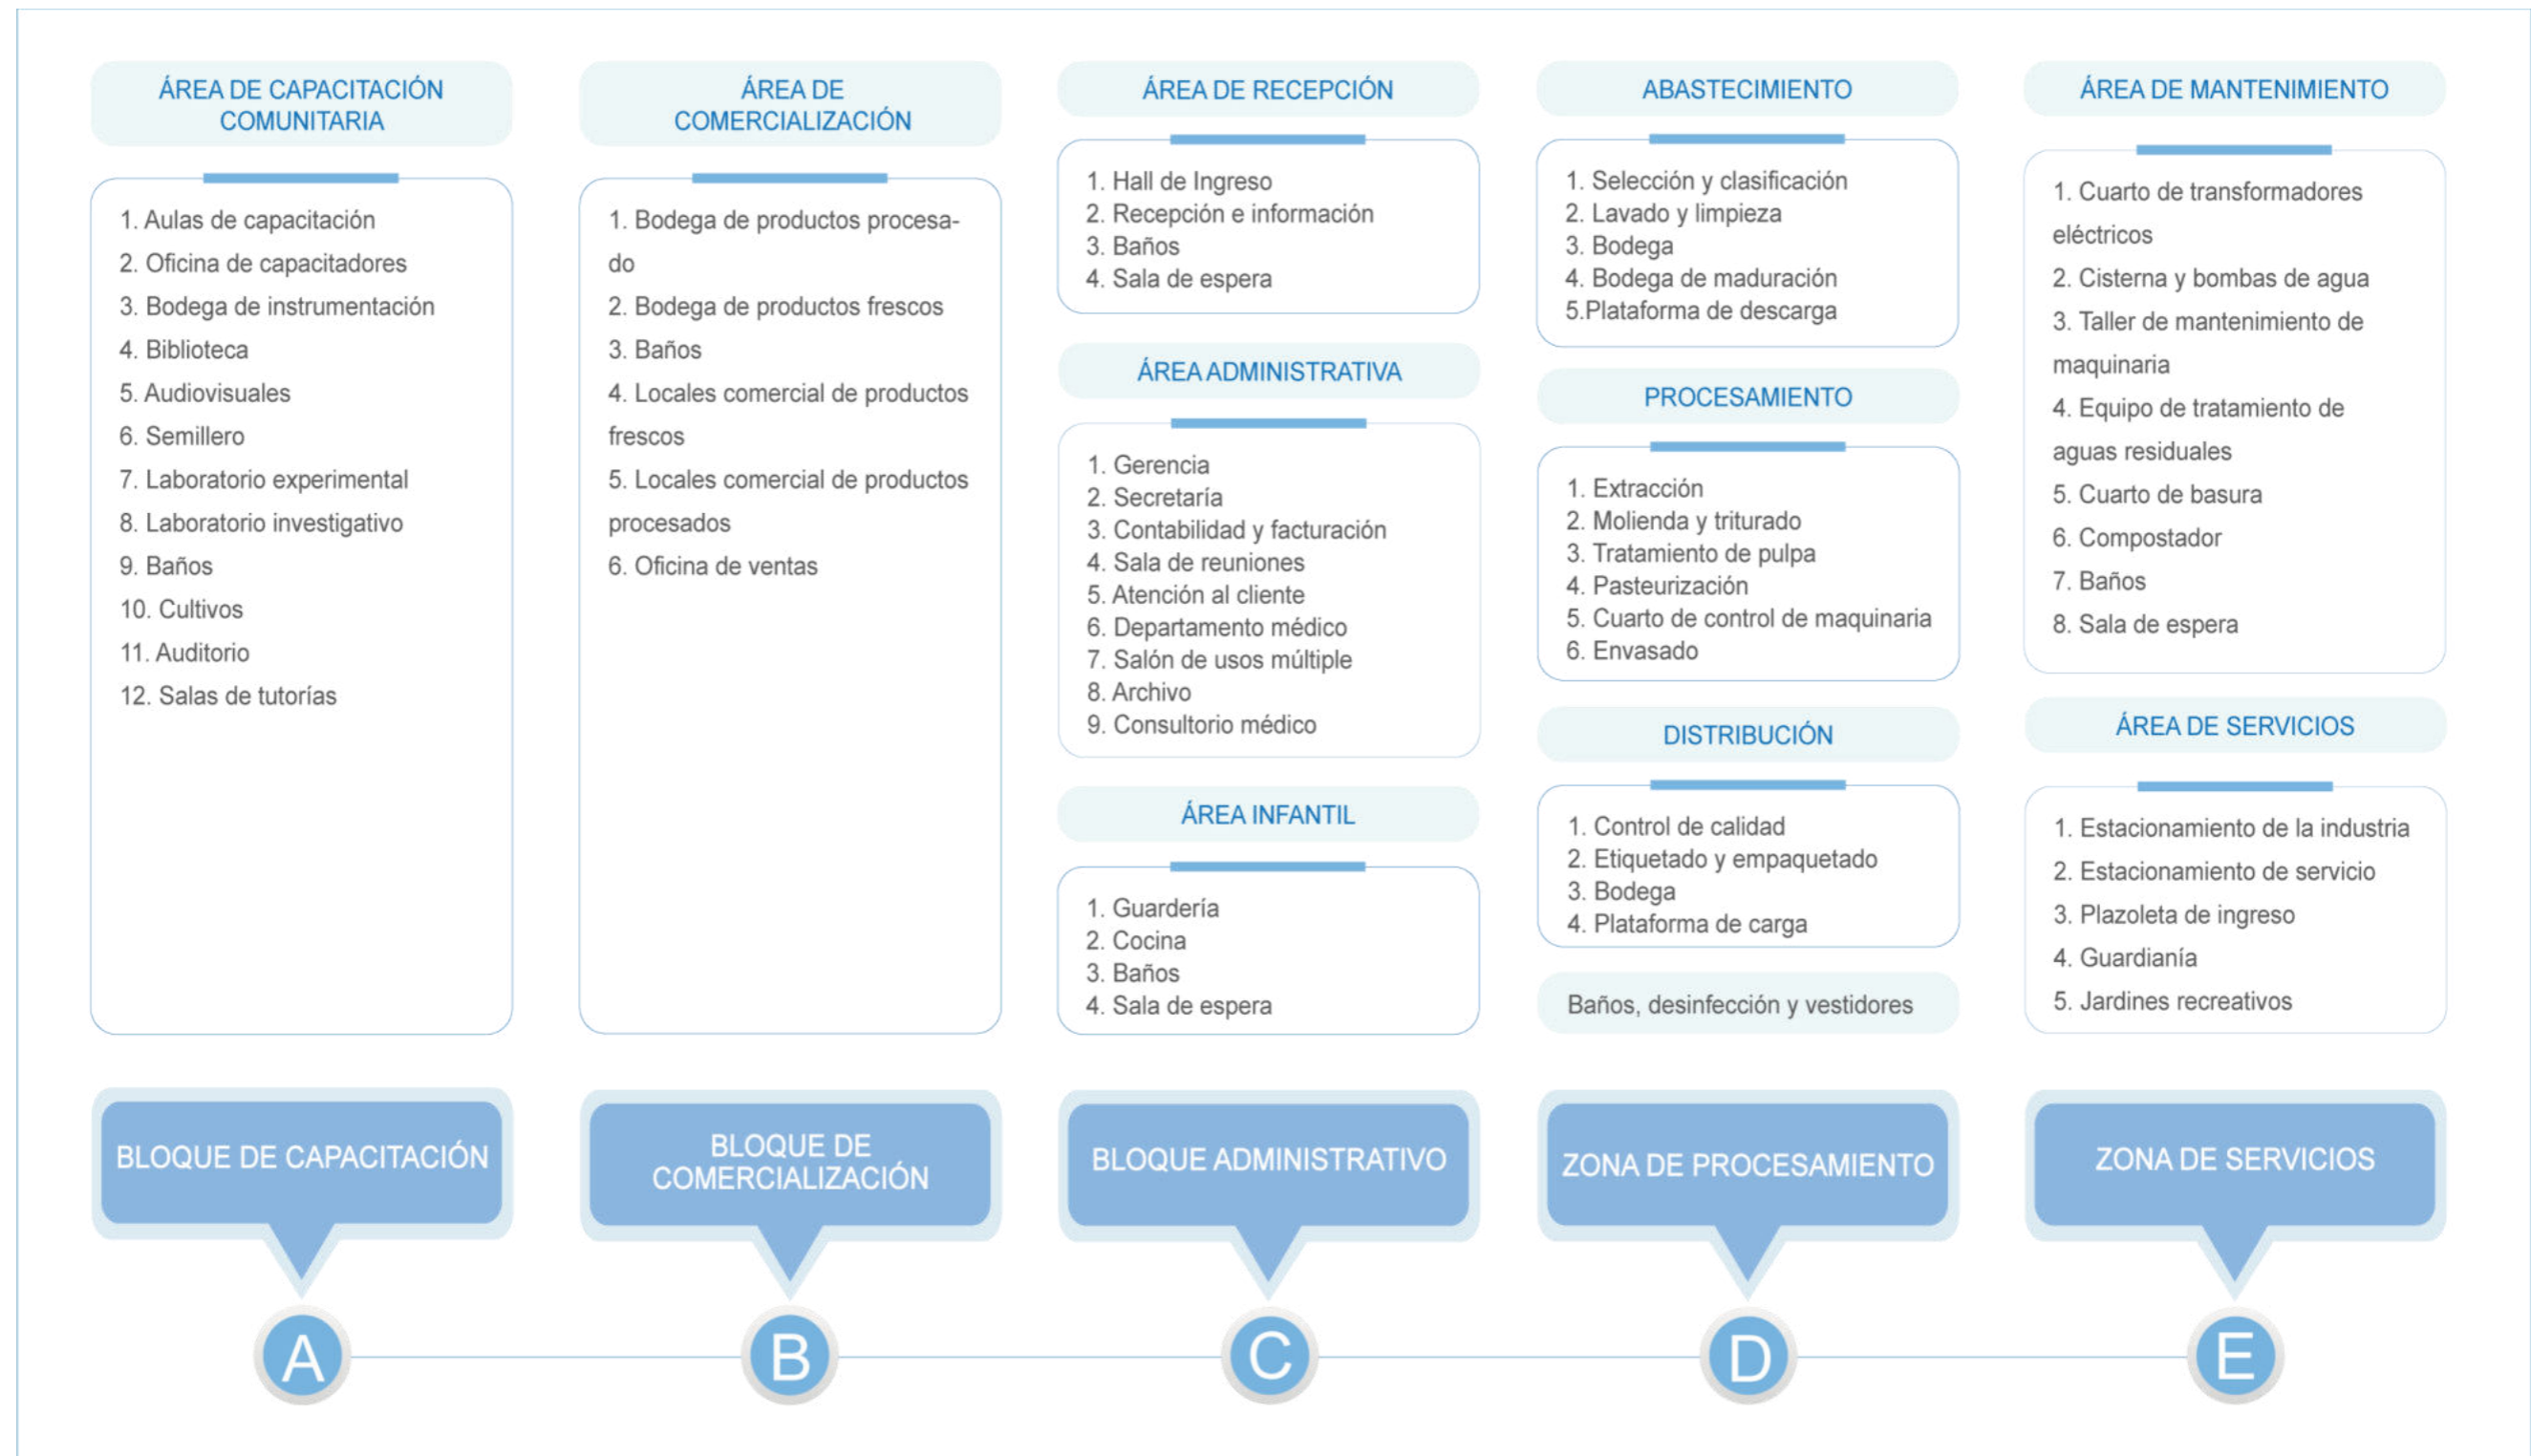 ÁREA DE CAPACITACIÓN
COMUNITARIA
1. Aulas de capacitación
2. Oficina de capacitadores
3. Bodega de instrumentación
4. Biblioteca
5. Audiovisuales
6. Semillero
7. Laboratorio experimental
8. Laboratorio investigativo
9. Baños
10. Cultivos
11. Auditorio
12. Salas de tutorías
BLOQUE DE CAPACITACIÓN
A
ÁREA DE
COMERCIALIZACIÓN
1. Bodega de productos procesa-
do
2. Bodega de productos frescos
3. Baños
4. Locales comercial de productos
frescos
5. Locales comercial de productos
procesados
6. Oficina de ventas
BLOQUE DE
COMERCIALIZACIÓN
B
ÁREA DE RECEPCIÓN
1. Hall de Ingreso
2. Recepción e información
3. Baños
4. Sala de espera
ÁREA ADMINISTRATIVA
1. Gerencia
2. Secretaría
3. Contabilidad y facturación
4. Sala de reuniones
5. Atención al cliente
6. Departamento médico
7. Salón de usos múltiple
8. Archivo
9. Consultorio médico
ÁREA INFANTIL
1. Guardería
2. Cocina
3. Baños
4. Sala de espera
BLOQUE ADMINISTRATIVO
C
ABASTECIMIENTO
1. Selección y clasificación
2. Lavado y limpieza
3. Bodega
4. Bodega de maduración
5.Plataforma de descarga
PROCESAMIENTO
1. Extracción
2. Molienda y triturado
3. Tratamiento de pulpa
4. Pasteurización
5. Cuarto de control de maquinaria
6. Envasado
DISTRIBUCIÓN
1. Control de calidad
2. Etiquetado y empaquetado
3. Bodega
4. Plataforma de carga
Baños, desinfección y vestidores
ZONA DE PROCESAMIENTO
D
ÁREA DE MANTENIMIENTO
1. Cuarto de transformadores
eléctricos
2. Cisterna y bombas de agua
3. Taller de mantenimiento de
maquinaria
4. Equipo de tratamiento de
aguas residuales
5. Cuarto de basura
6. Compostador
7. Baños
8. Sala de espera
ÁREA DE SERVICIOS
1. Estacionamiento de la industria
2. Estacionamiento de servicio
3. Plazoleta de ingreso
4. Guardianía
5. Jardines recreativos
ZONA DE SERVICIOS
E